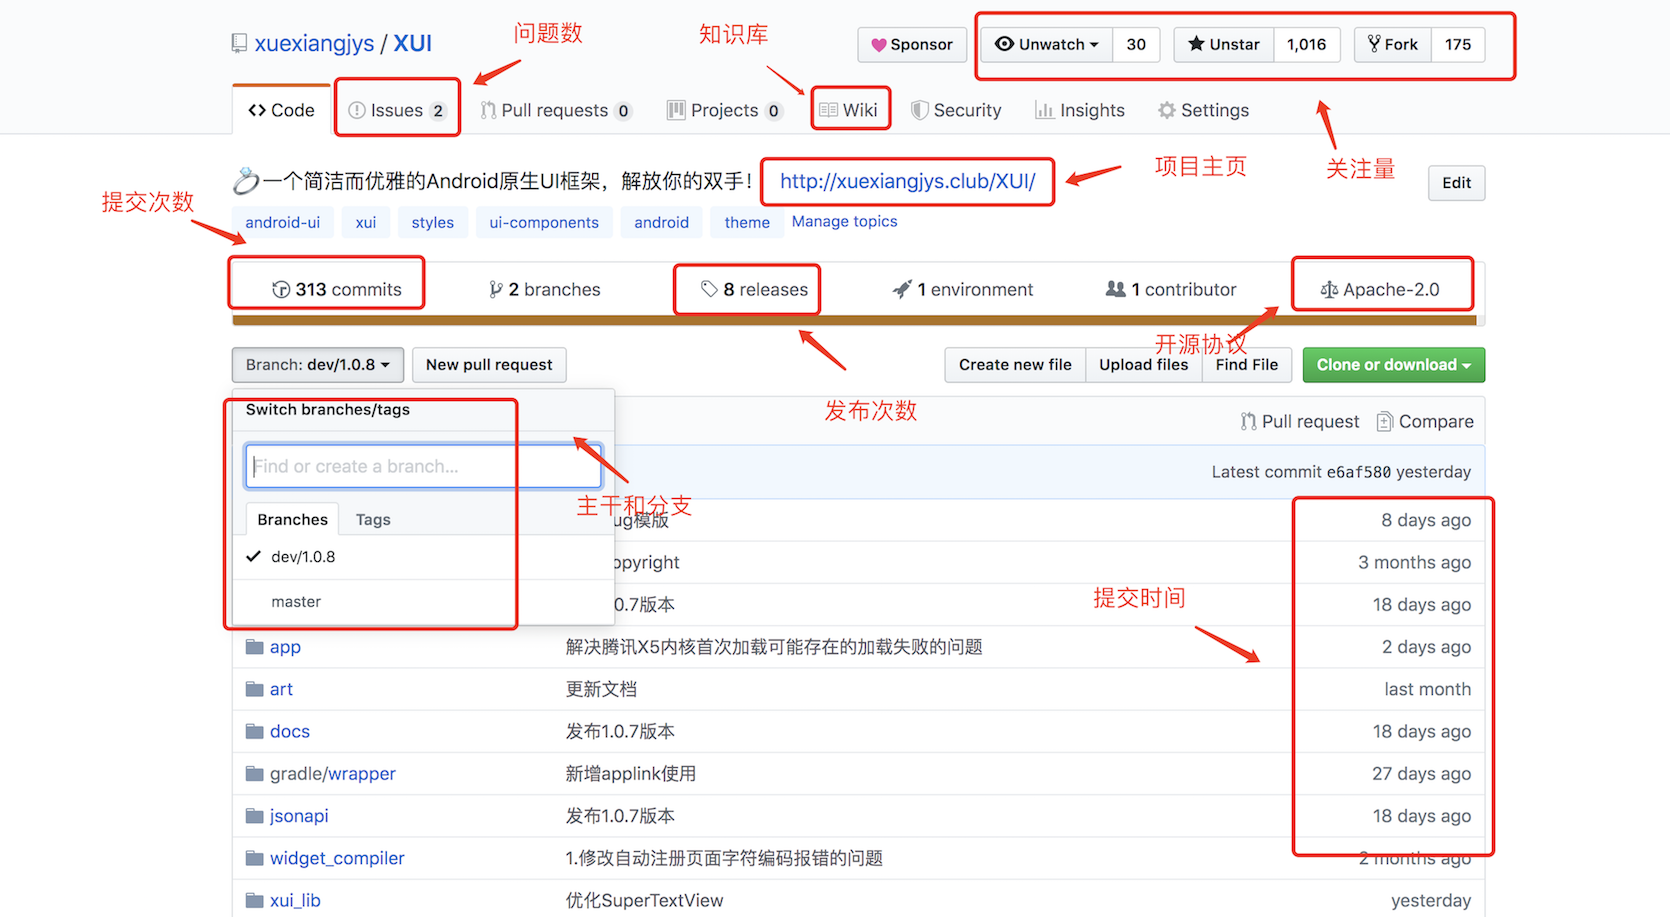 问题数
知识库
xuexiangjys / XUI
Sponsor
Unwatch 30
Unstar 1,016
Fork 175
Code
Issues 2
Pull requests 0
Projects 0
Wiki
Security
Insights
Settings
关注量
一个简洁而优雅的Android原生UI框架，解放你的双手！
http://xuexiangjys.club/XUI/
项目主页
Edit
提交次数
android-ui
xui
styles
ui-components
android
theme
Manage topics
313 commits
2 branches
8 releases
1 environment
1 contributor
Apache-2.0
开源协议
Branch: dev/1.0.8
New pull request
Create new file
Upload files
Find File
Clone or download
发布次数
Switch branches/tags
Pull request
Compare
Find or create a branch...
Latest commit e6af580 yesterday
主干和分支
Branches
Tags
ug模版
8 days ago
dev/1.0.8
opyright
3 months ago
master
0.7版本
18 days ago
提交时间
app
解决腾讯X5内核首次加载可能存在的加载失败的问题
2 days ago
art
更新文档
last month
docs
发布1.0.7版本
18 days ago
gradle/wrapper
新增applink使用
27 days ago
jsonapi
发布1.0.7版本
18 days ago
widget_compiler
1.修改自动注册页面字符编码报错的问题
2 months ago
xui_lib
优化SuperTextView
yesterday